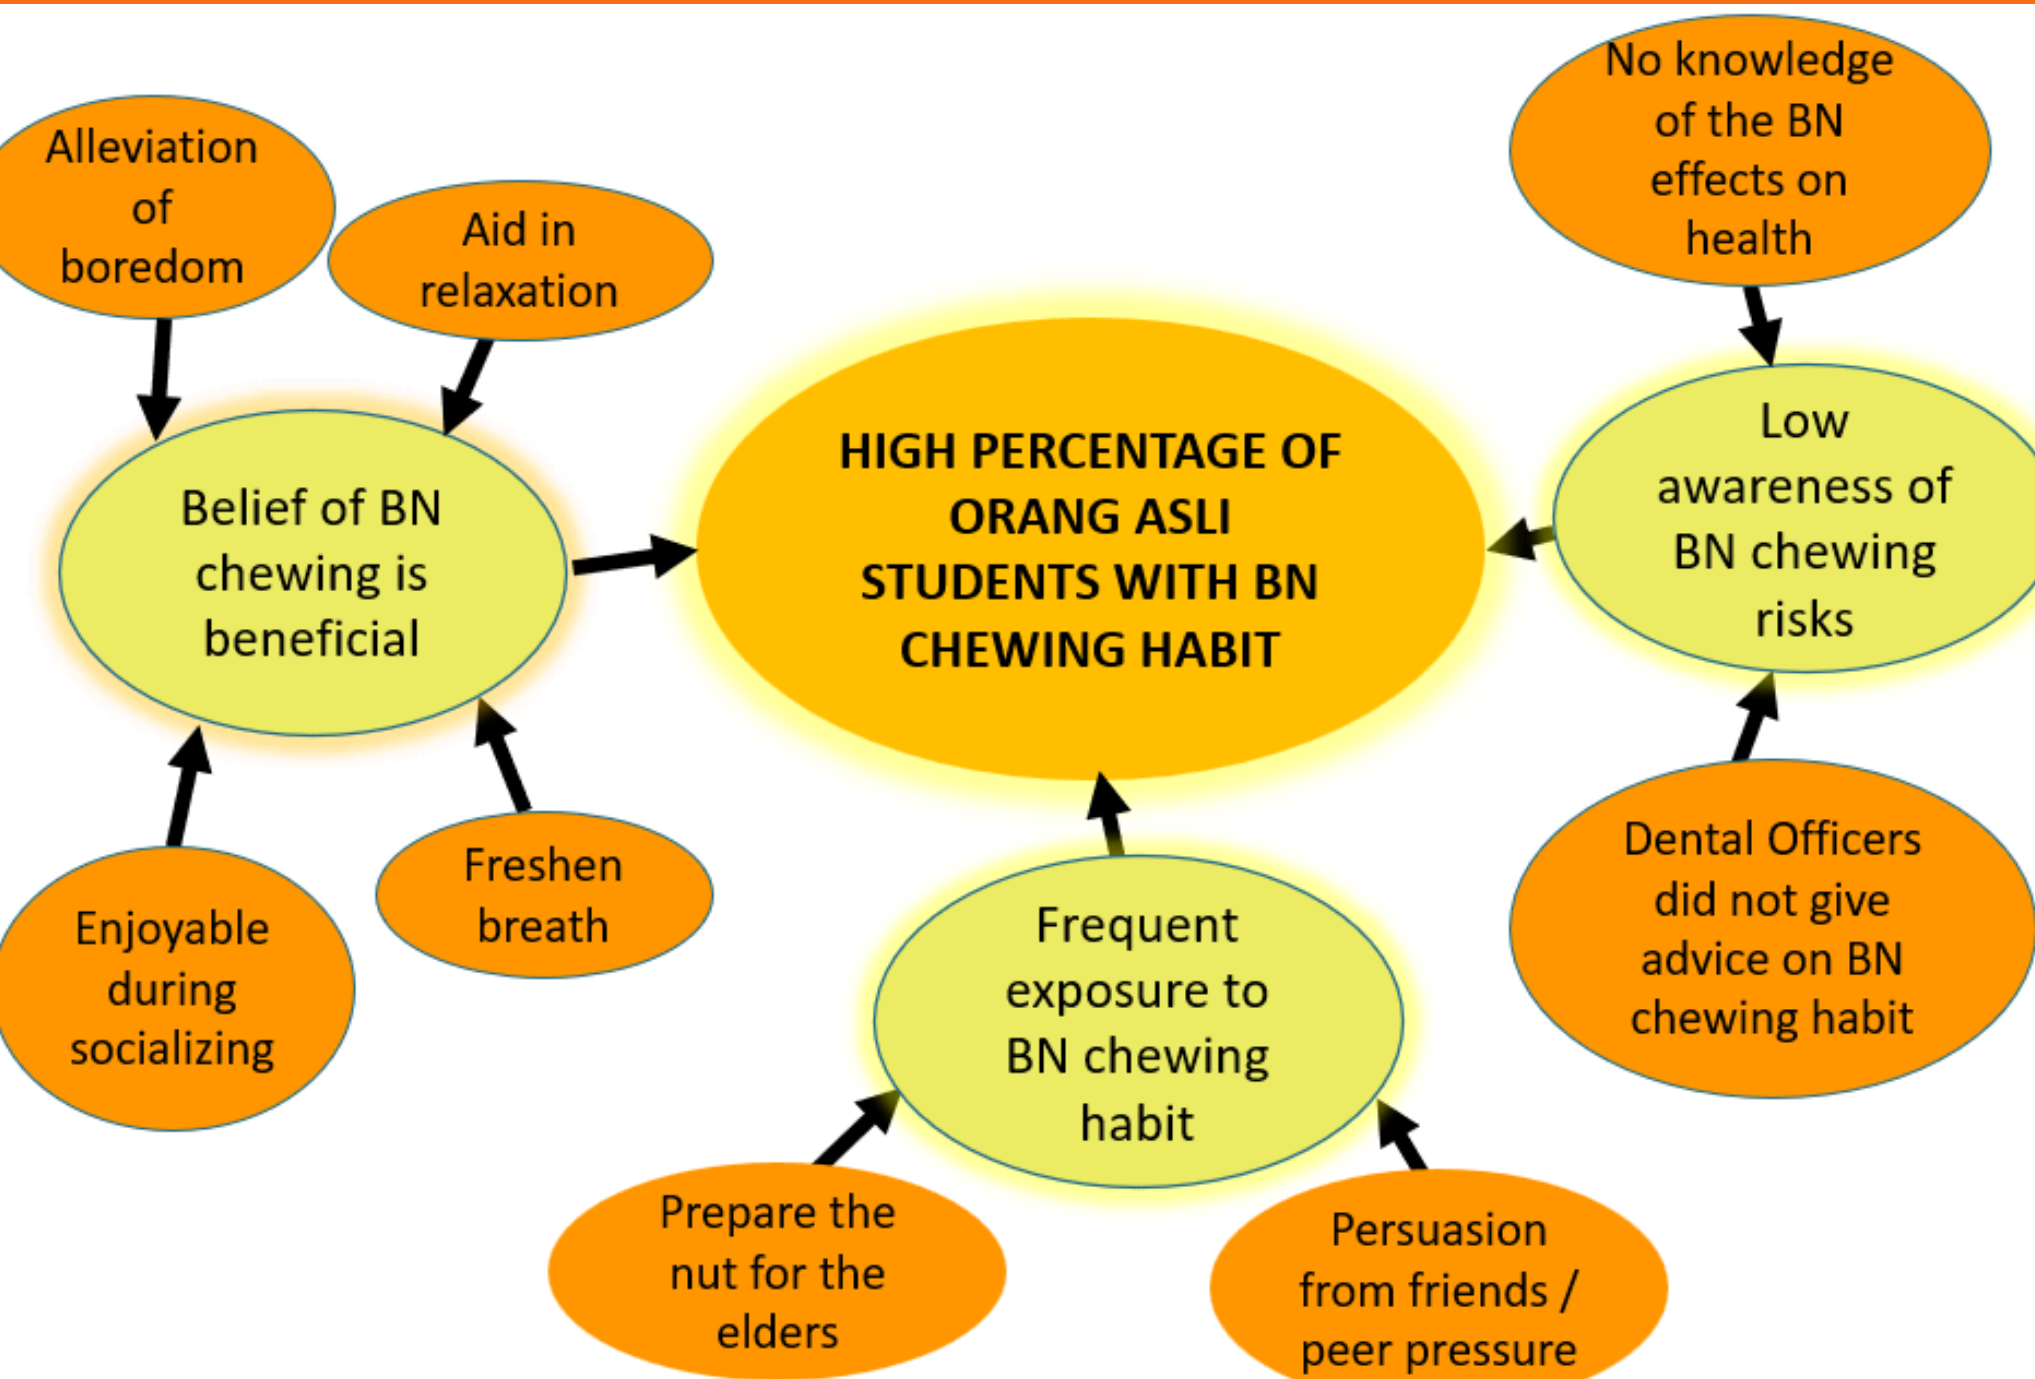 Alleviation
of
boredom
Aid in
relaxation
Belief of BN
chewing is
beneficial
Enjoyable
during
socializing
Freshen
breath
HIGH PERCENTAGE OF
ORANG ASLI
STUDENTS WITH BN
CHEWING HABIT
Frequent
exposure to
BN chewing
habit
Prepare the
nut for the
elders
Persuasion
from friends /
peer pressure
No knowledge
of the BN
effects on
health
Low
awareness of
BN chewing
risks
Dental Officers
did not give
advice on BN
chewing habit